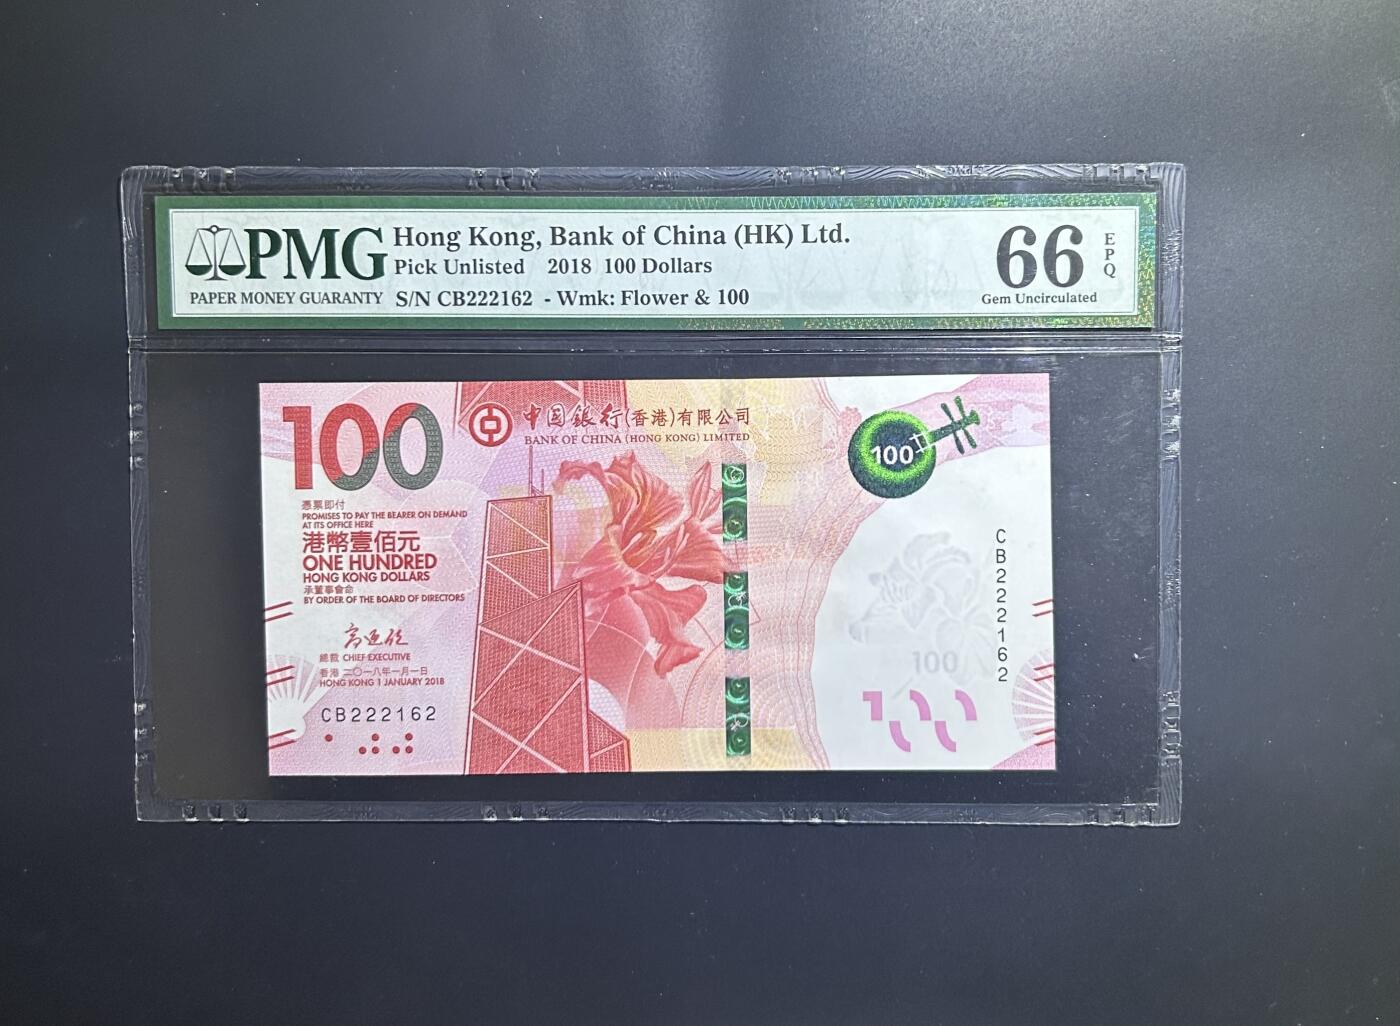 PMG
PAPER MONEY GUARANTY
Hong Kong, Bank of China (HK) Ltd.
Pick Unlisted 2018 100 Dollars
S/N CB222162 - Wmk: Flower & 100
66
EPQ
Gem Uncirculated
100
中国銀行(香港)有限公司
BANK OF CHINA (HONG KONG) LIMITED
100
憑票即付
PROMISES TO PAY THE BEARER ON DEMAND
AT ITS OFFICE HERE
港幣壹佰元
ONE HUNDRED
HONG KONG DOLLARS
承董事會命
BY ORDER OF THE BOARD OF DIRECTORS
總裁 CHIEF EXECUTIVE
香港 二〇一八年一月一日
HONG KONG 1 JANUARY 2018
CB222162
CB222162
100